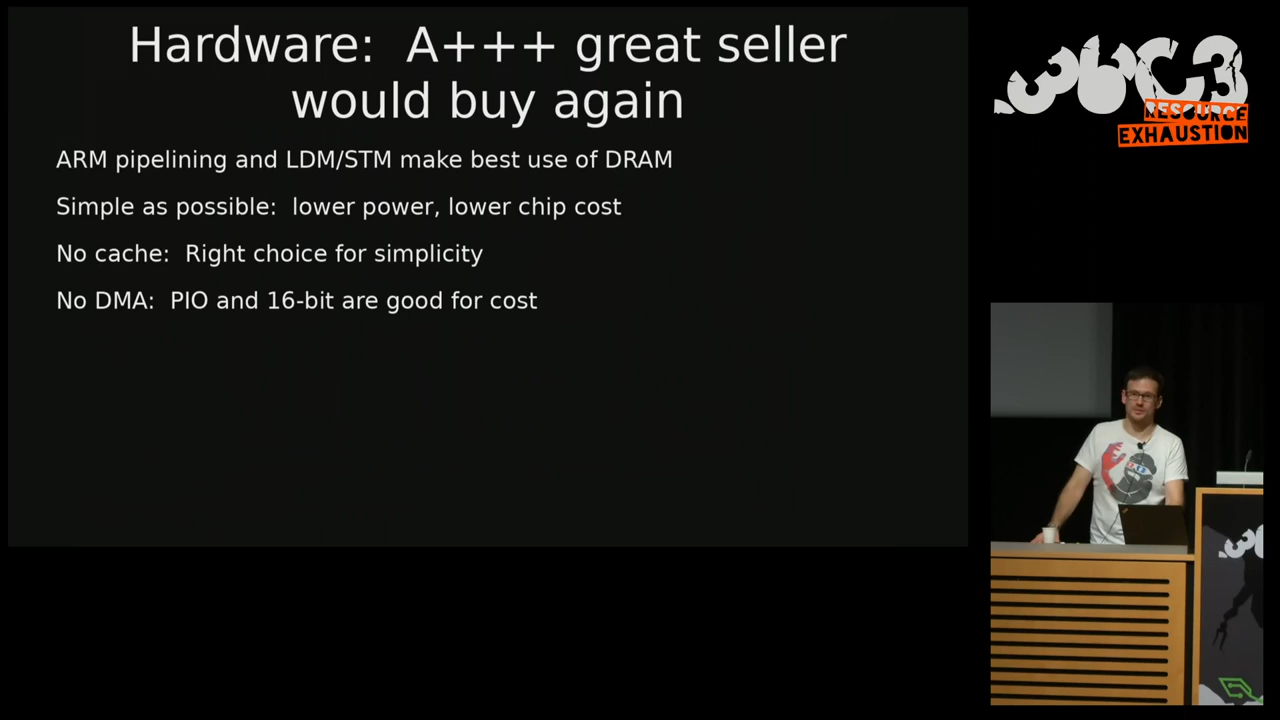 Hardware:  A+++ great seller
would buy again
ARM pipelining and LDM/STM make best use of DRAM
Simple as possible:  lower power, lower chip cost
No cache:  Right choice for simplicity
No DMA:  PIO and 16-bit are good for cost
36C3
RESOURCE
EXHAUSTION